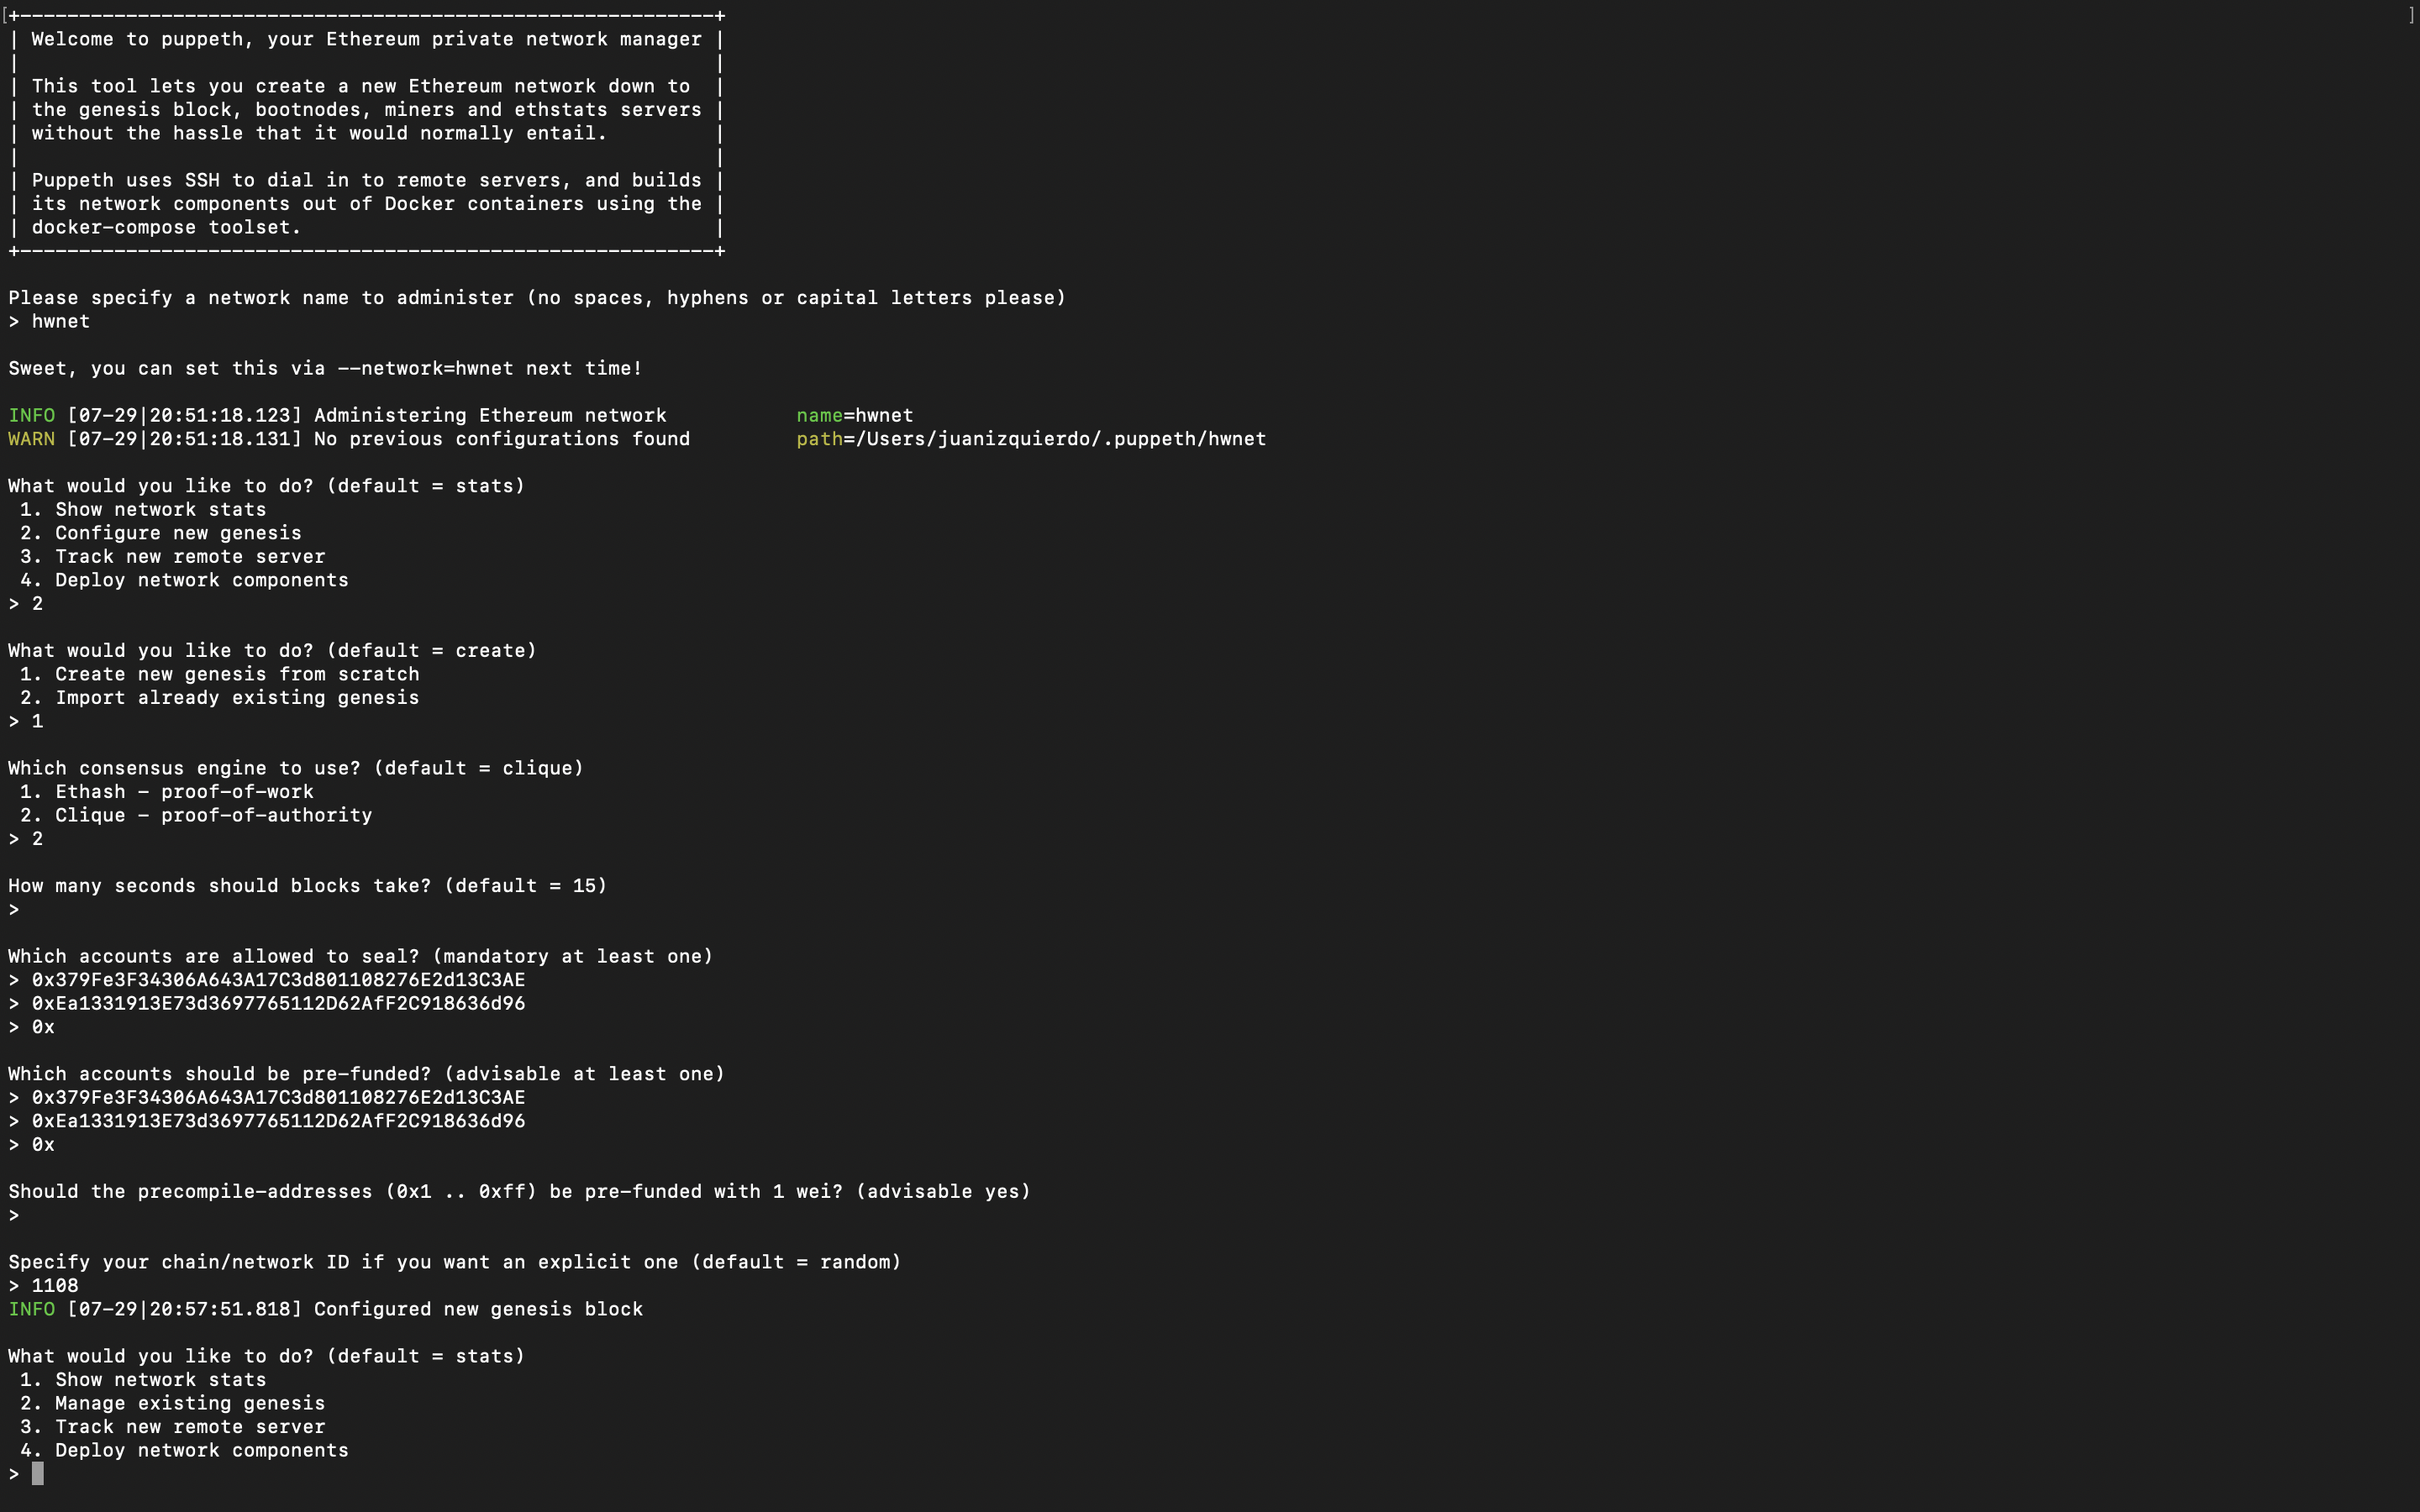 [+-----------------------------------------------------------+ ]
| Welcome to puppeth, your Ethereum private network manager |
| |
| This tool lets you create a new Ethereum network down to |
| the genesis block, bootnodes, miners and ethstats servers |
| without the hassle that it would normally entail. |
| |
| Puppeth uses SSH to dial in to remote servers, and builds |
| its network components out of Docker containers using the |
| docker-compose toolset. |
+-----------------------------------------------------------+
Please specify a network name to administer (no spaces, hyphens or capital letters please)
> hwnet
Sweet, you can set this via --network=hwnet next time!
INFO [07-29|20:51:18.123] Administering Ethereum network name=hwnet
WARN [07-29|20:51:18.131] No previous configurations found path=/Users/juanizquierdo/.puppeth/hwnet
What would you like to do? (default = stats)
1. Show network stats
2. Configure new genesis
3. Track new remote server
4. Deploy network components
> 2
What would you like to do? (default = create)
1. Create new genesis from scratch
2. Import already existing genesis
> 1
Which consensus engine to use? (default = clique)
1. Ethash - proof-of-work
2. Clique - proof-of-authority
> 2
How many seconds should blocks take? (default = 15)
>
Which accounts are allowed to seal? (mandatory at least one)
> 0x379Fe3F34306A643A17C3d801108276E2d13C3AE
> 0xEa1331913E73d3697765112D62AfF2C918636d96
> 0x
Which accounts should be pre-funded? (advisable at least one)
> 0x379Fe3F34306A643A17C3d801108276E2d13C3AE
> 0xEa1331913E73d3697765112D62AfF2C918636d96
> 0x
Should the precompile-addresses (0x1 .. 0xff) be pre-funded with 1 wei? (advisable yes)
>
Specify your chain/network ID if you want an explicit one (default = random)
> 1108
INFO [07-29|20:57:51.818] Configured new genesis block
What would you like to do? (default = stats)
1. Show network stats
2. Manage existing genesis
3. Track new remote server
4. Deploy network components
>